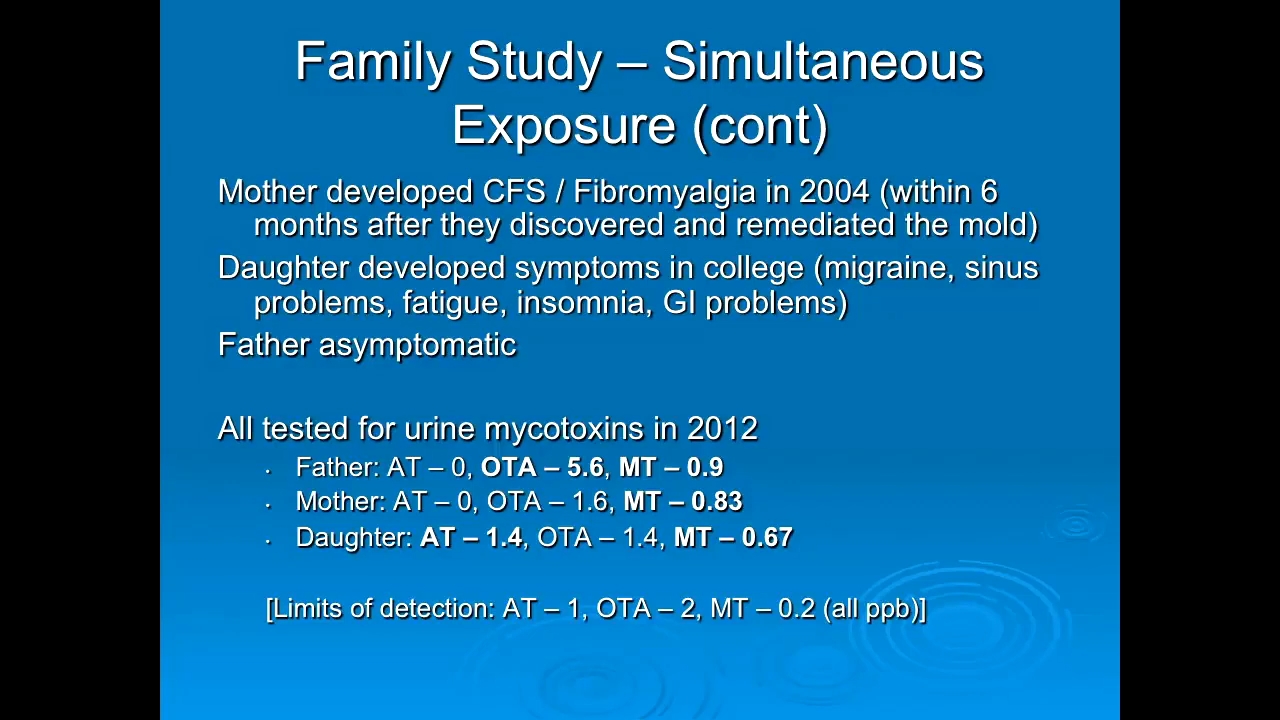 Family Study – Simultaneous
Exposure (cont)
Mother developed CFS / Fibromyalgia in 2004 (within 6
months after they discovered and remediated the mold)
Daughter developed symptoms in college (migraine, sinus
problems, fatigue, insomnia, GI problems)
Father asymptomatic
All tested for urine mycotoxins in 2012
• Father: AT – 0, OTA – 5.6, MT – 0.9
• Mother: AT – 0, OTA – 1.6, MT – 0.83
• Daughter: AT – 1.4, OTA – 1.4, MT – 0.67
[Limits of detection: AT – 1, OTA – 2, MT – 0.2 (all ppb)]